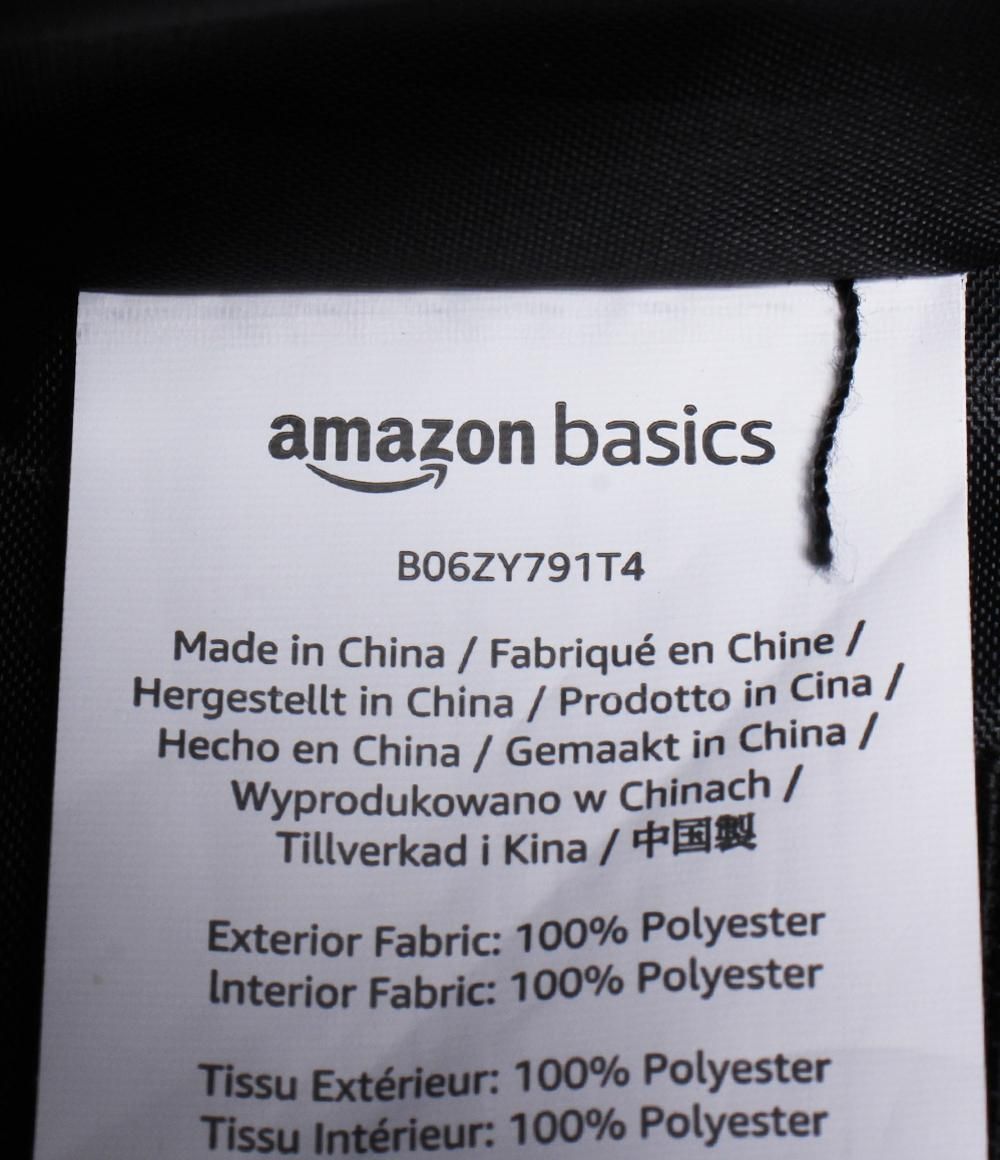 amazon basics
B06ZY791T4
Made in China / Fabriqué en Chine /
Hergestellt in China / Prodotto in Cina /
Hecho en China / Gemaakt in China /
Wyprodukowano w Chinach /
Tillverkad i Kina / 中国製
Exterior Fabric: 100% Polyester
lnterior Fabric: 100% Polyester
Tissu Extérieur: 100% Polyester
Tissu Intérieur: 100% Polyester